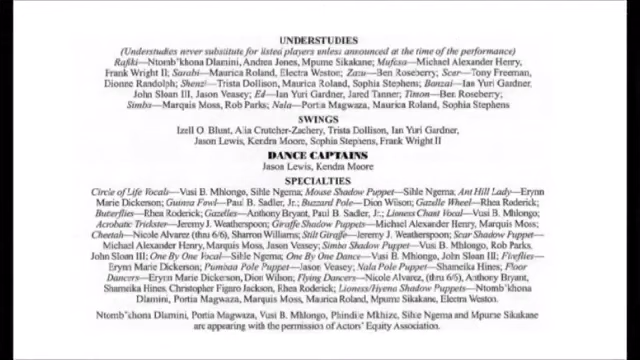 UNDERSTUDIES
(Understudies never substitute for listed players unless announced at the time of the performance)
Rafiki—Ntomb'khona Dlamini, Andrea Jones, Mpume Sikakane; Mufasa—Michael Alexander Henry,
Frank Wright II; Sarabi—Maurica Roland, Electra Weston; Zazu—Ben Roseberry; Scar—Tony Freeman,
Dionne Randolph; Shenzi—Trista Dollison, Maurica Roland, Sophia Stephens; Banzai—Ian Yuri Gardner,
John Sloan III, Jason Veasey; Ed—Ian Yuri Gardner, Jared Tanner; Timon—Ben Roseberry;
Simba—Marquis Moss, Rob Parks; Nala—Portia Magwaza, Maurica Roland, Sophia Stephens
SWINGS
Izell O. Blunt, Alia Crutcher-Zachery, Trista Dollison, Ian Yuri Gardner,
Jason Lewis, Kendra Moore, Sophia Stephens, Frank Wright II
DANCE CAPTAINS
Jason Lewis, Kendra Moore
SPECIALTIES
Circle of Life Vocals—Vusi B. Mhlongo, Sihle Ngema; Mouse Shadow Puppet—Sihle Ngema; Ant Hill Lady—Erynn
Marie Dickerson; Guinea Fowl—Paul B. Sadler, Jr.; Buzzard Pole—Dion Wilson; Gazelle Wheel—Rhea Roderick;
Butterflies—Rhea Roderick; Gazelles—Anthony Bryant, Paul B. Sadler, Jr.; Lioness Chant Vocal—Vusi B. Mhlongo;
Acrobatic Trickster—Jeremy J. Weatherspoon; Giraffe Shadow Puppets—Michael Alexander Henry, Marquis Moss;
Cheetah—Nicole Alvarez (thru 6/6), Sharron Williams; Stilt Giraffe—Jeremy J. Weatherspoon; Scar Shadow Puppet—
Michael Alexander Henry, Marquis Moss, Jason Veasey; Simba Shadow Puppet—Vusi B. Mhlongo, Rob Parks,
John Sloan III; One By One Vocal—Sihle Ngema; One By One Dance—Vusi B. Mhlongo, John Sloan III; Fireflies—
Erynn Marie Dickerson; Pumbaa Pole Puppet—Jason Veasey; Nala Pole Puppet—Shameika Hines; Floor
Dancers—Erynn Marie Dickerson, Dion Wilson; Flying Dancers—Nicole Alvarez, (thru 6/6), Anthony Bryant,
Shameika Hines, Christopher Figaro Jackson, Rhea Roderick; Lioness/Hyena Shadow Puppets—Ntomb'khona
Dlamini, Portia Magwaza, Marquis Moss, Maurica Roland, Mpume Sikakane, Electra Weston.
Ntomb'khona Dlamini, Portia Magwaza, Vusi B. Mhlongo, Phindile Mkhize, Sihle Ngema and Mpume Sikakane
are appearing with the permission of Actors' Equity Association.